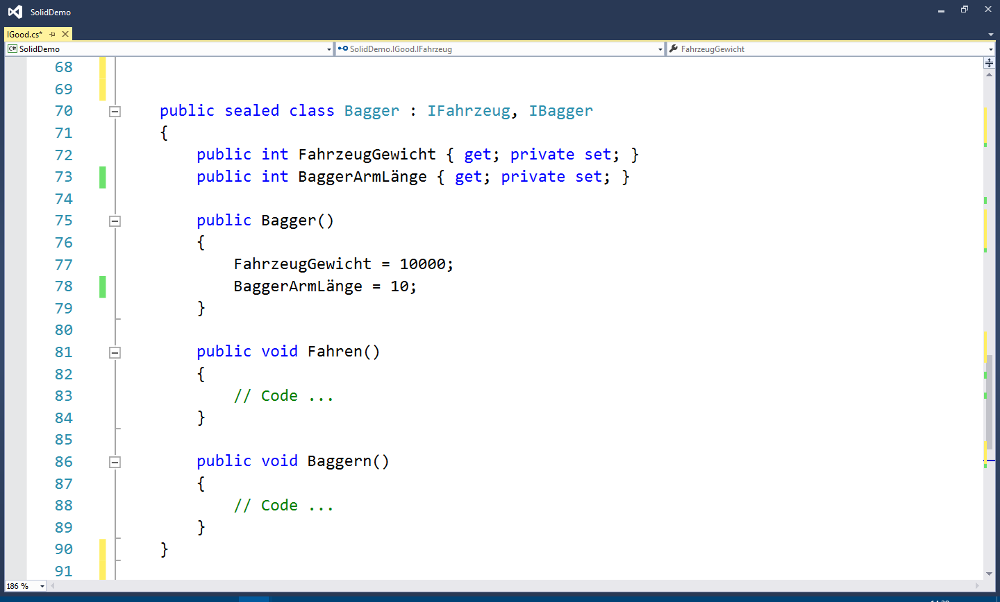 SolidDemo
IGood.cs*
C# SolidDemo
SolidDemo.IGood.IFahrzeug
FahrzeugGewicht
68
69
70 public sealed class Bagger : IFahrzeug, IBagger
71 {
72 public int FahrzeugGewicht { get; private set; }
73 public int BaggerArmLänge { get; private set; }
74
75 public Bagger()
76 {
77 FahrzeugGewicht = 10000;
78 BaggerArmLänge = 10;
79 }
80
81 public void Fahren()
82 {
83 // Code ...
84 }
85
86 public void Baggern()
87 {
88 // Code ...
89 }
90 }
91
186 %